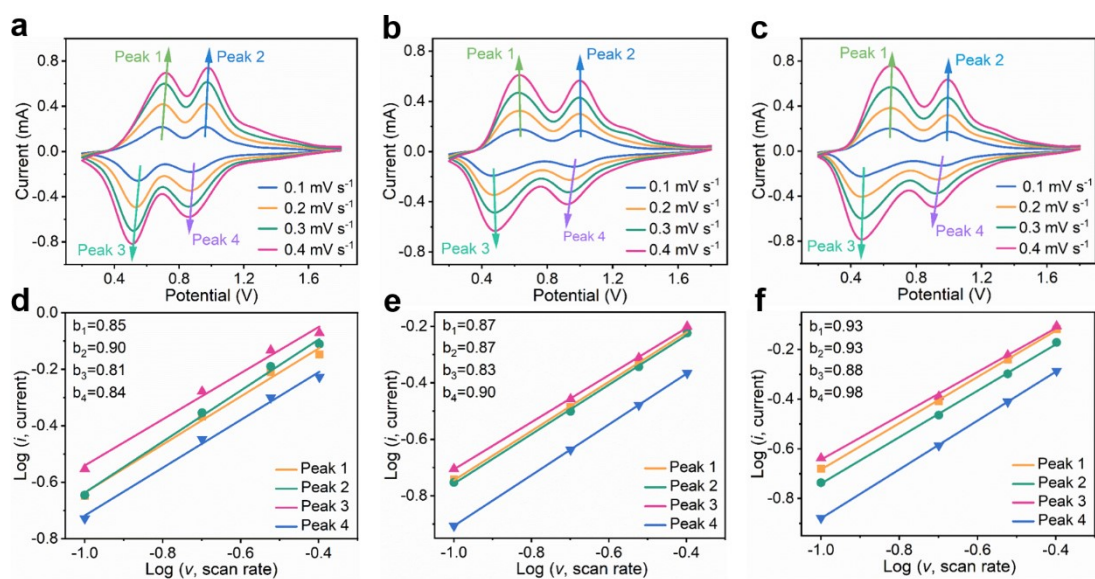 a
Peak 1
Peak 2
Current (mA)
0.8
0.4
0.0
-0.4
-0.8
Peak 3
Peak 4
0.1 mV s⁻¹
0.2 mV s⁻¹
0.3 mV s⁻¹
0.4 mV s⁻¹
0.4 0.8 1.2 1.6
Potential (V)
b
Peak 1
Peak 2
Current (mA)
0.8
0.4
0.0
-0.4
-0.8
Peak 3
Peak 4
0.1 mV s⁻¹
0.2 mV s⁻¹
0.3 mV s⁻¹
0.4 mV s⁻¹
0.4 0.8 1.2 1.6
Potential (V)
c
Peak 1
Peak 2
Current (mA)
0.8
0.4
0.0
-0.4
-0.8
Peak 3
Peak 4
0.1 mV s⁻¹
0.2 mV s⁻¹
0.3 mV s⁻¹
0.4 mV s⁻¹
0.4 0.8 1.2 1.6
Potential (V)
d
b₁=0.85
b₂=0.90
b₃=0.81
b₄=0.84
Log (i, current)
0.0
-0.2
-0.4
-0.6
-0.8
Peak 1
Peak 2
Peak 3
Peak 4
-1.0 -0.8 -0.6 -0.4
Log (v, scan rate)
e
b₁=0.87
b₂=0.87
b₃=0.83
b₄=0.90
Log (i, current)
-0.2
-0.4
-0.6
-0.8
Peak 1
Peak 2
Peak 3
Peak 4
-1.0 -0.8 -0.6 -0.4
Log (v, scan rate)
f
b₁=0.93
b₂=0.93
b₃=0.88
b₄=0.98
Log (i, current)
-0.2
-0.4
-0.6
-0.8
Peak 1
Peak 2
Peak 3
Peak 4
-1.0 -0.8 -0.6 -0.4
Log (v, scan rate)